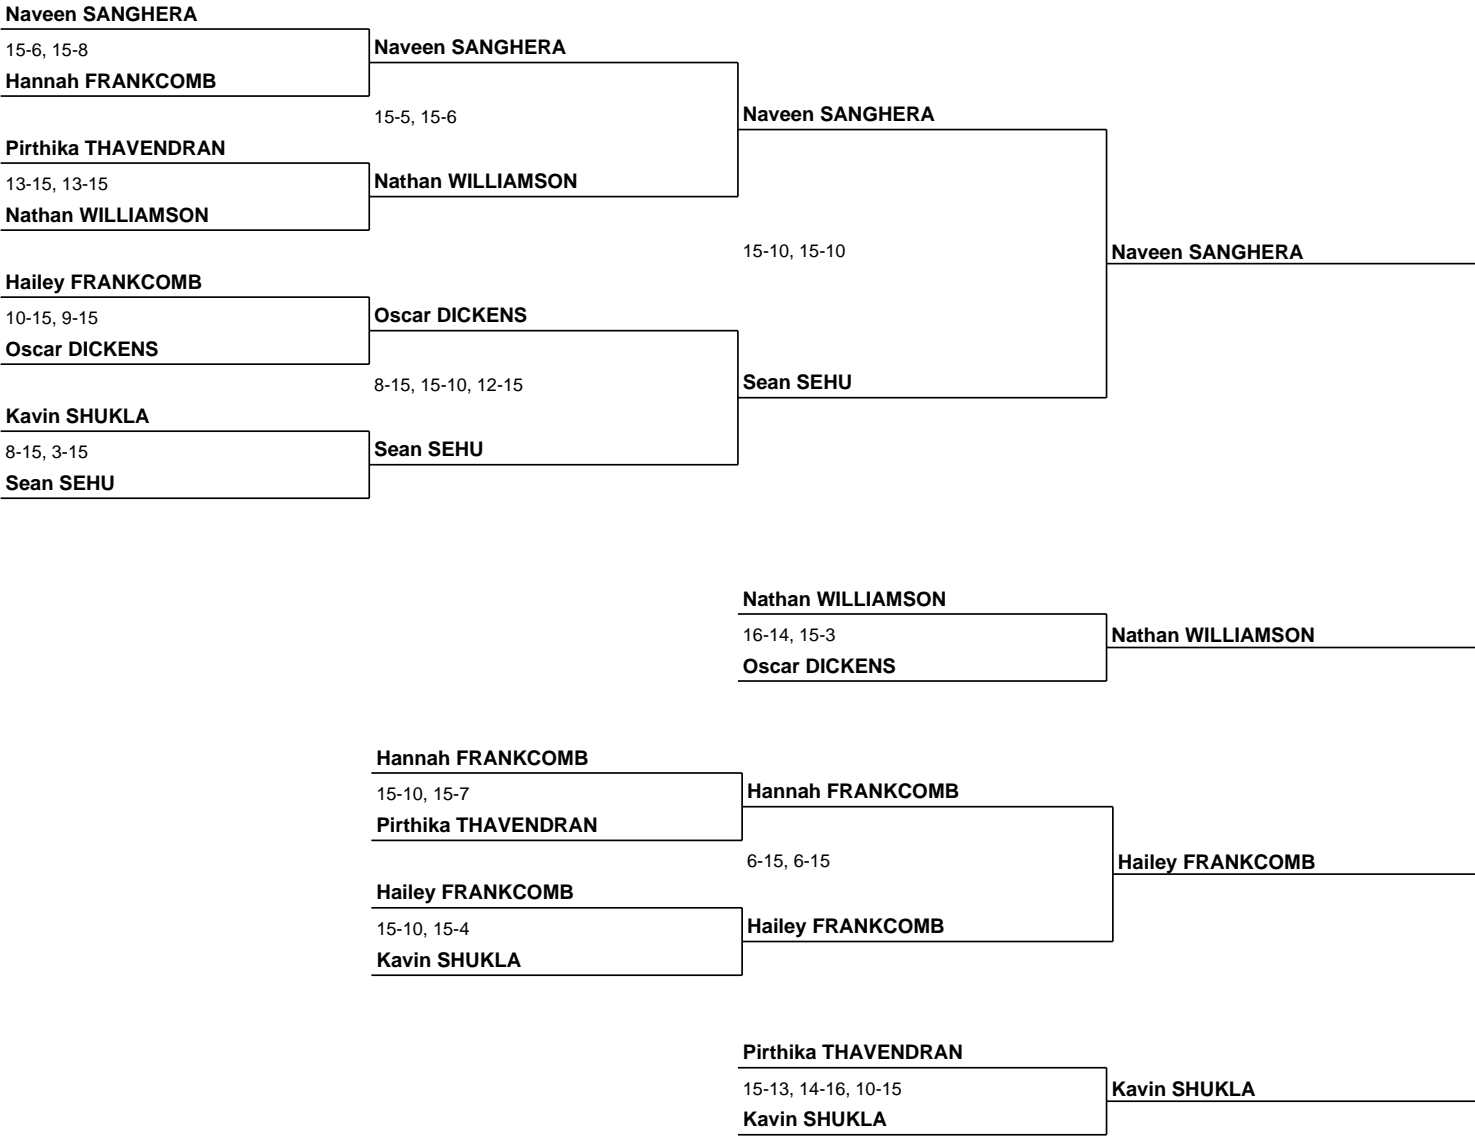 Naveen SANGHERA
15-6, 15-8
Naveen SANGHERA
Hannah FRANKCOMB
15-5, 15-6
Naveen SANGHERA
Pirthika THAVENDRAN
13-15, 13-15
Nathan WILLIAMSON
Nathan WILLIAMSON
15-10, 15-10
Naveen SANGHERA
Hailey FRANKCOMB
10-15, 9-15
Oscar DICKENS
Oscar DICKENS
8-15, 15-10, 12-15
Sean SEHU
Kavin SHUKLA
8-15, 3-15
Sean SEHU
Sean SEHU
Nathan WILLIAMSON
16-14, 15-3
Nathan WILLIAMSON
Oscar DICKENS
Hannah FRANKCOMB
15-10, 15-7
Hannah FRANKCOMB
Pirthika THAVENDRAN
6-15, 6-15
Hailey FRANKCOMB
Hailey FRANKCOMB
15-10, 15-4
Hailey FRANKCOMB
Kavin SHUKLA
Pirthika THAVENDRAN
15-13, 14-16, 10-15
Kavin SHUKLA
Kavin SHUKLA